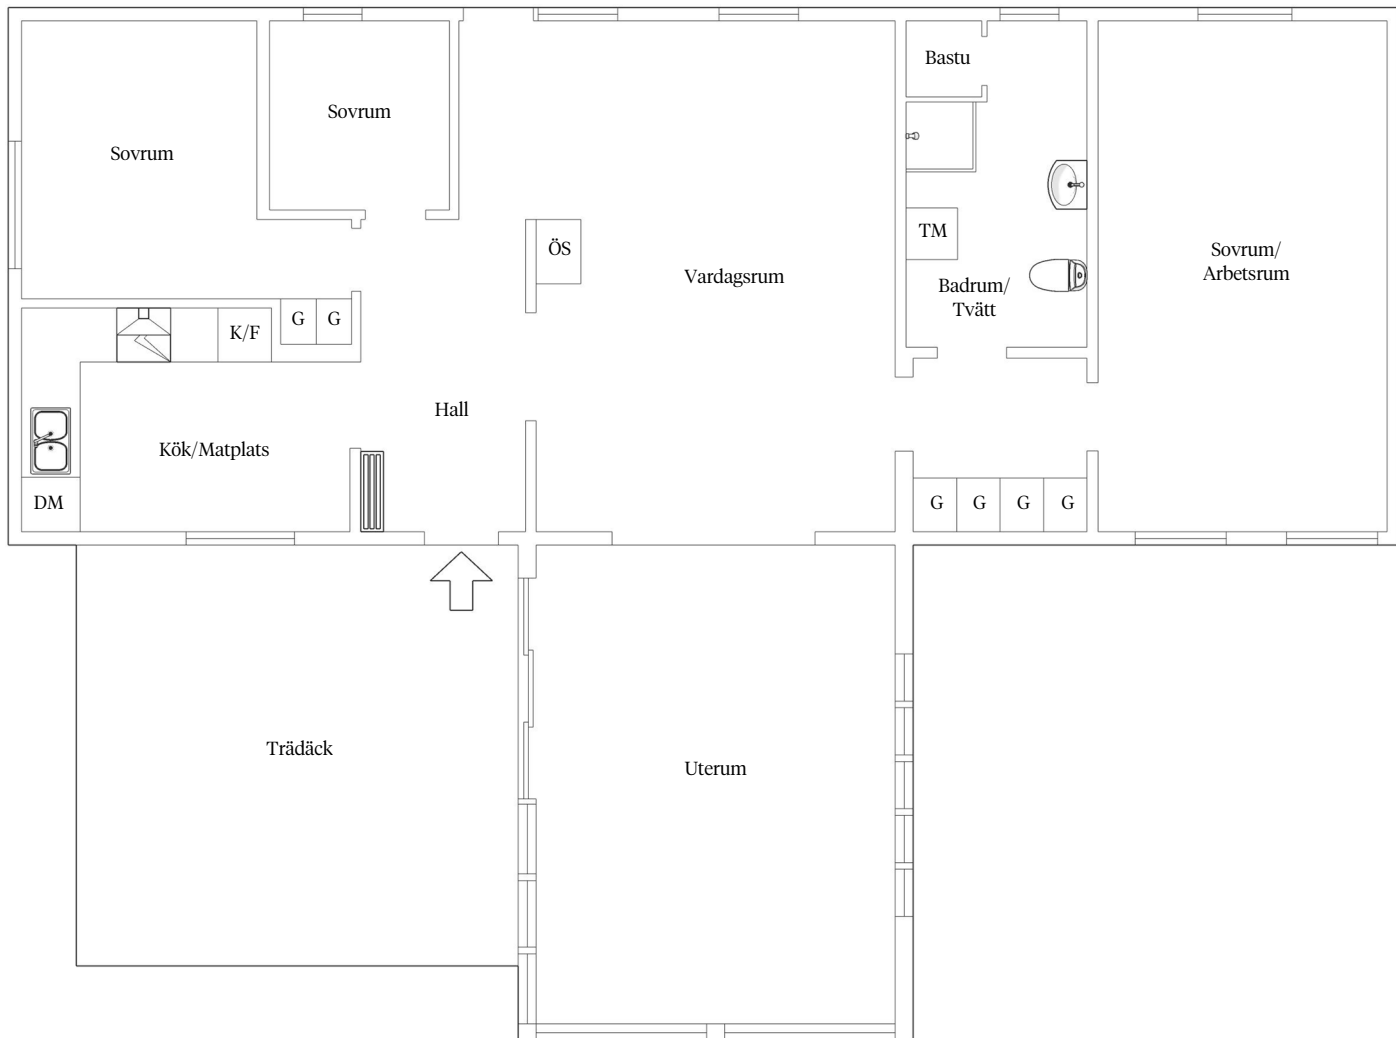 Bastu
Sovrum
Sovrum
TM
ÖS
Sovrum/
Arbetsrum
Vardagsrum
Badrum/
Tvätt
G
G
K/F
Hall
Kök/Matplats
DM
G
G
G
G
Trädäck
Uterum